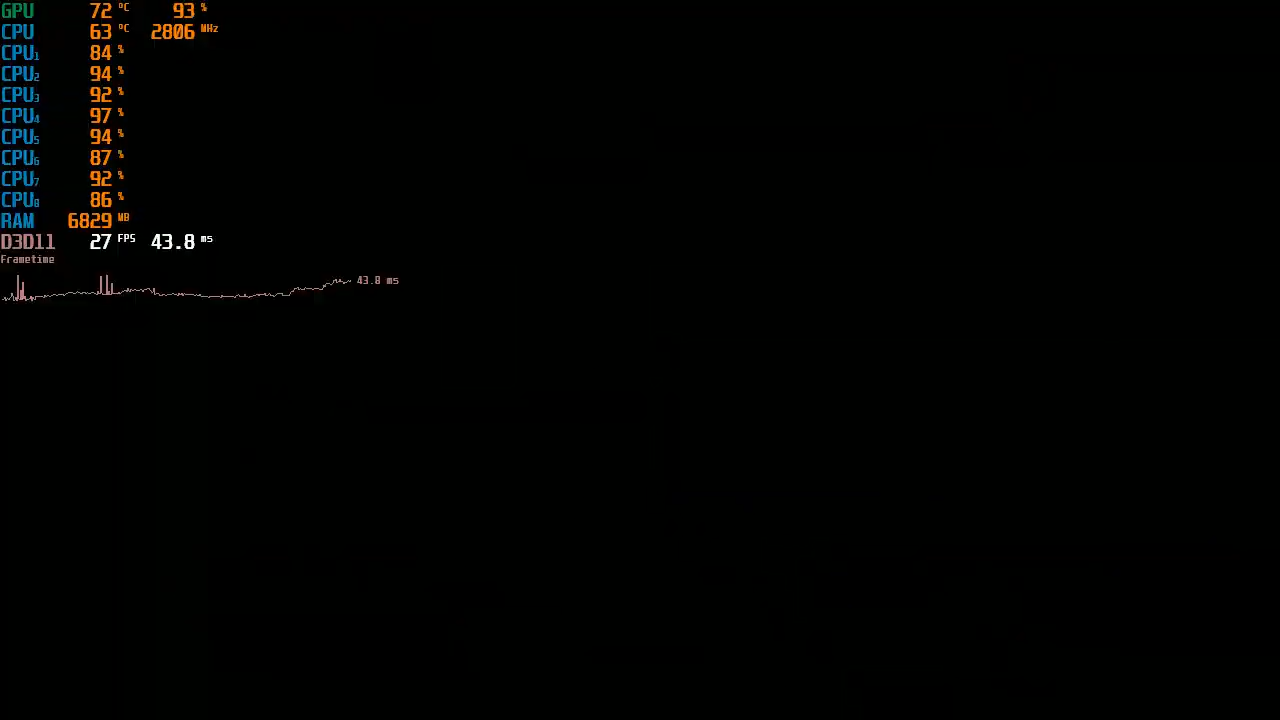 GPU 72 °C 93 %
CPU 63 °C 2806 MHz
CPU1 84 %
CPU2 94 %
CPU3 92 %
CPU4 97 %
CPU5 94 %
CPU6 87 %
CPU7 92 %
CPU8 86 %
RAM 6829 MB
D3D11 27 FPS 43.8 ms
Frametime
43.8 ms